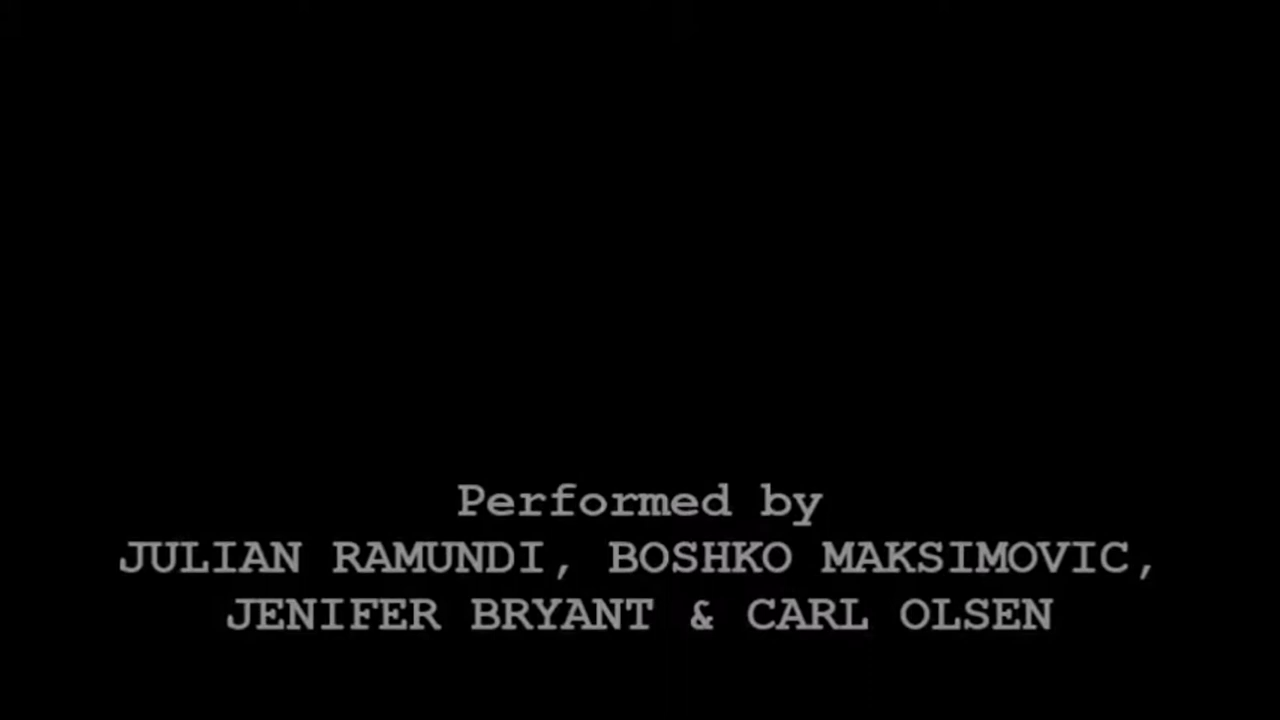 Performed by
JULIAN RAMUNDI, BOSHKO MAKSIMOVIC,
JENIFER BRYANT & CARL OLSEN